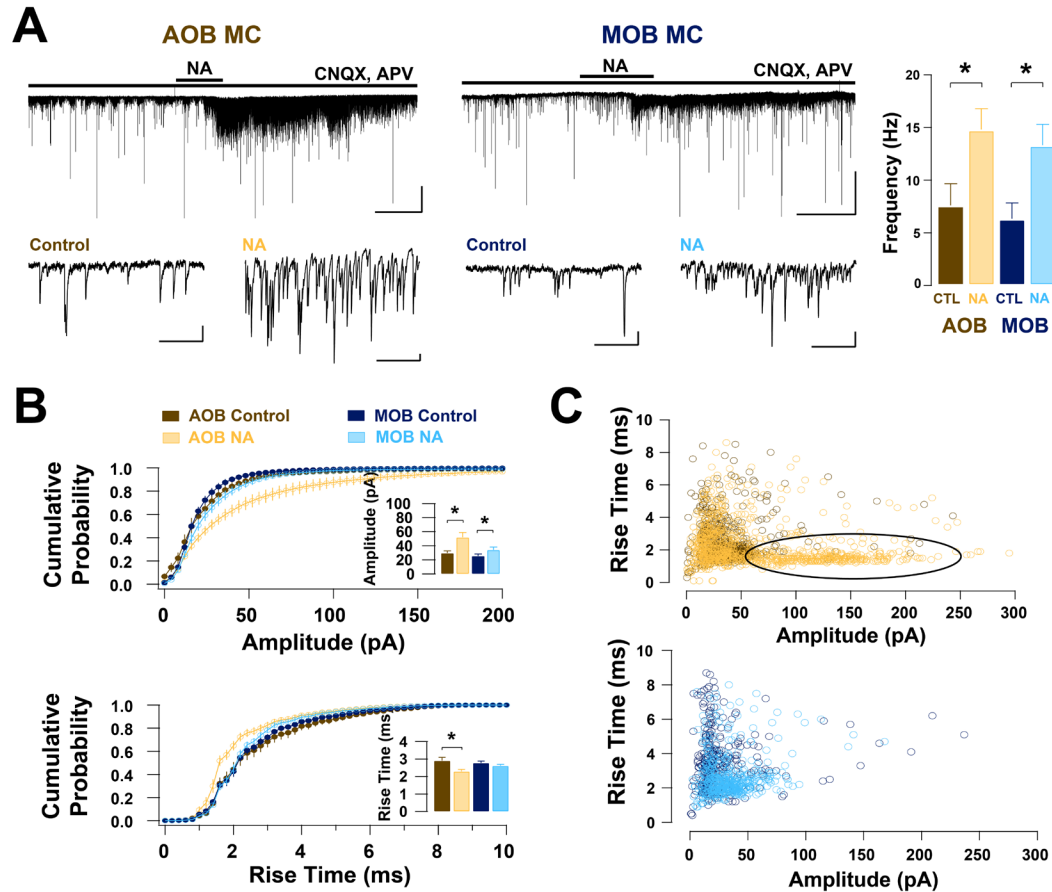 A
AOB MC
MOB MC
NA
CNQX, APV
NA
CNQX, APV
Control
NA
Control
NA
Frequency (Hz)
20
15
10
5
0
*
*
CTL NA CTL NA
AOB MOB
B
AOB Control
MOB Control
AOB NA
MOB NA
Cumulative
Probability
1.0
0.8
0.6
0.4
0.2
0.0
0 50 100 150 200
Amplitude (pA)
Amplitude (pA)
100
80
60
40
20
0
*
*
Cumulative
Probability
1.0
0.8
0.6
0.4
0.2
0.0
0 2 4 6 8 10
Rise Time (ms)
Rise Time (ms)
4
3
2
1
0
*
C
Rise Time (ms)
10
8
6
4
2
0
0 50 100 150 200 250 300
Amplitude (pA)
Rise Time (ms)
10
8
6
4
2
0
0 50 100 150 200 250 300
Amplitude (pA)